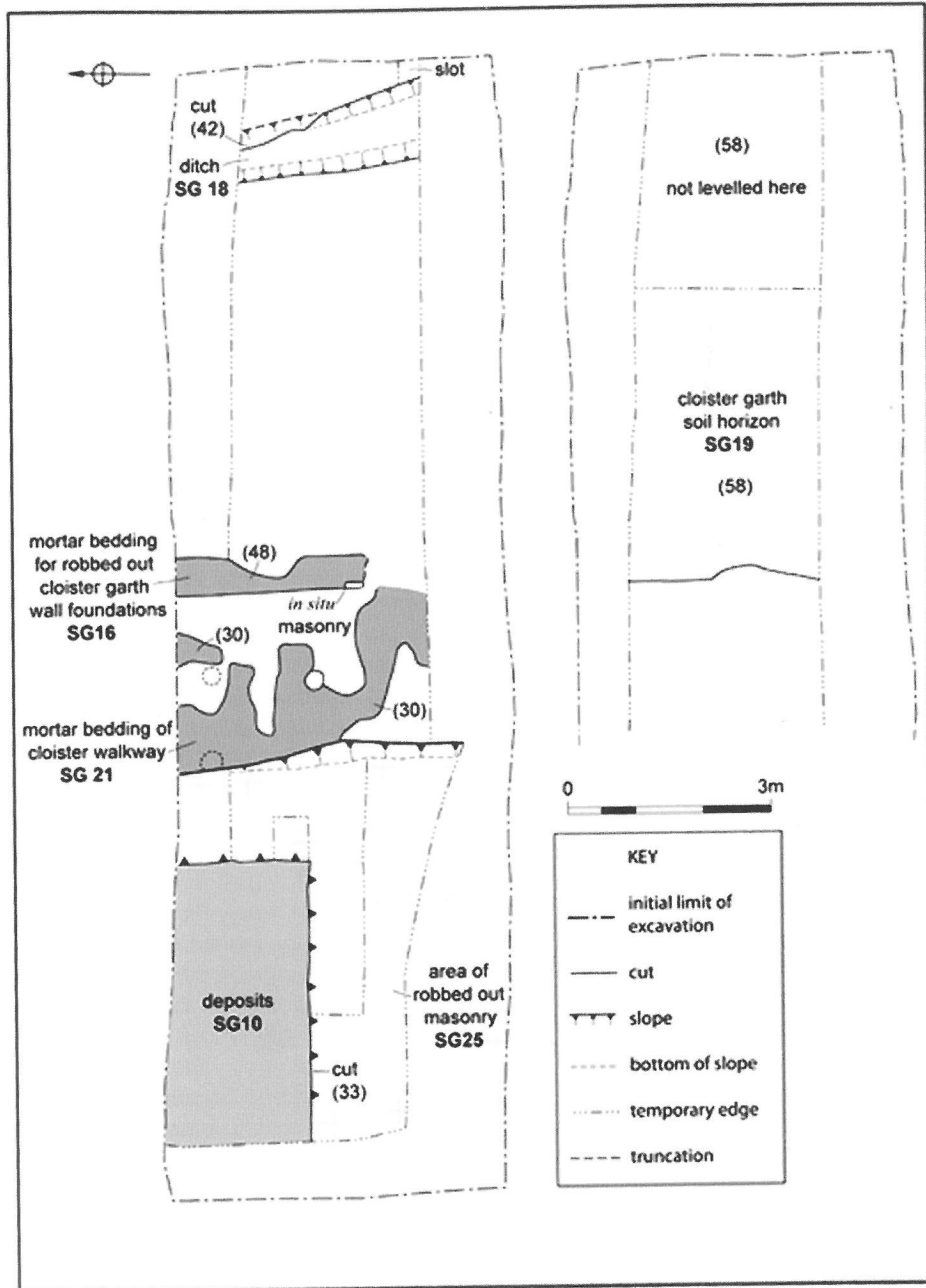 slot
cut
(42)
ditch
SG 18
mortar bedding
for robbed out
cloister garth
wall foundations
SG16
(48)
in situ
masonry
(30)
(30)
mortar bedding of
cloister walkway
SG 21
deposits
SG10
cut
(33)
area of
robbed out
masonry
SG25
(58)
not levelled here
cloister garth
soil horizon
SG19
(58)
0 3m
KEY
initial limit of
excavation
cut
slope
bottom of slope
temporary edge
truncation